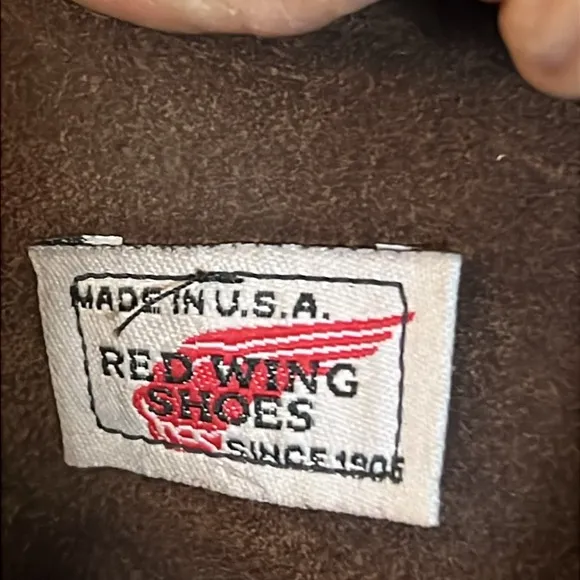 MADE IN U.S.A.
RED WING
SHOES
SINCE 1905